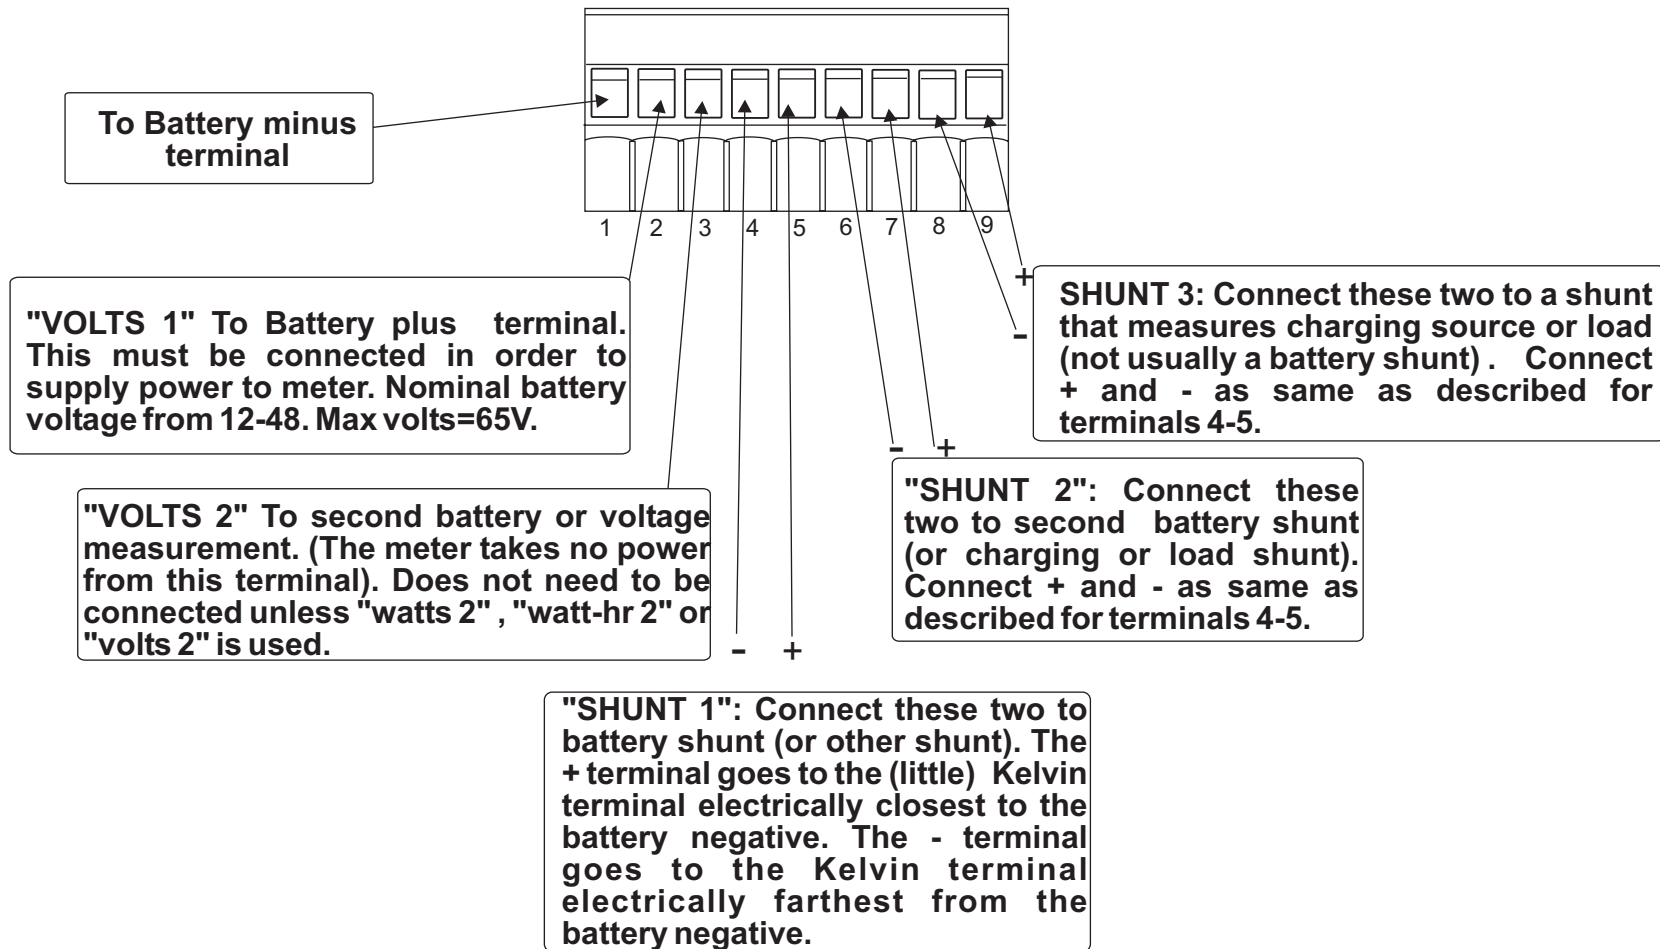 To Battery minus
terminal
1 2 3 4 5 6 7 8 9
"VOLTS 1" To Battery plus terminal.
This must be connected in order to
supply power to meter. Nominal battery
voltage from 12-48. Max volts=65V.
+
-
SHUNT 3: Connect these two to a shunt
that measures charging source or load
(not usually a battery shunt) . Connect
+ and - as same as described for
terminals 4-5.
- +
"SHUNT 2": Connect these
two to second battery shunt
(or charging or load shunt).
Connect + and - as same as
described for terminals 4-5.
"VOLTS 2" To second battery or voltage
measurement. (The meter takes no power
from this terminal). Does not need to be
connected unless "watts 2" , "watt-hr 2" or
"volts 2" is used.
- +
"SHUNT 1": Connect these two to
battery shunt (or other shunt). The
+ terminal goes to the (little) Kelvin
terminal electrically closest to the
battery negative. The - terminal
goes to the Kelvin terminal
electrically farthest from the
battery negative.